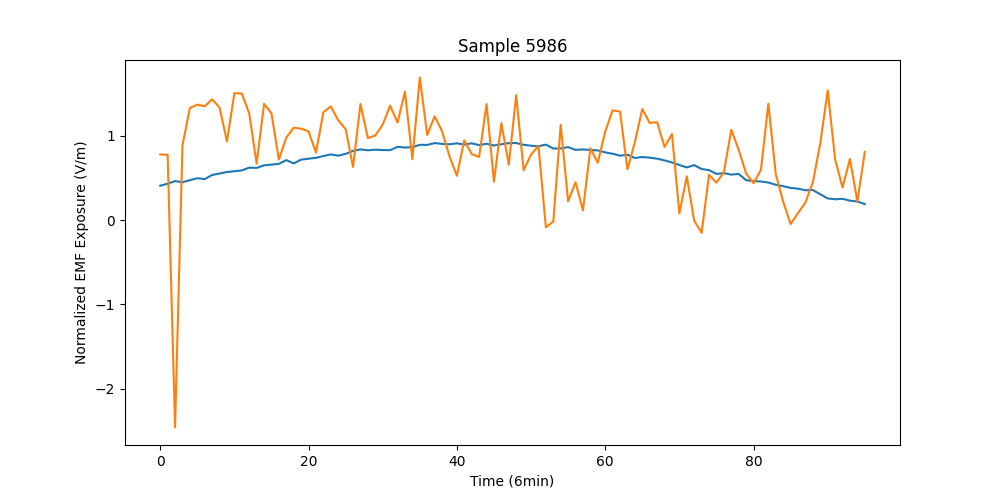 Sample 5986
Normalized EMF Exposure (V/m)
1
0
−1
−2
0 20 40 60 80
Time (6min)